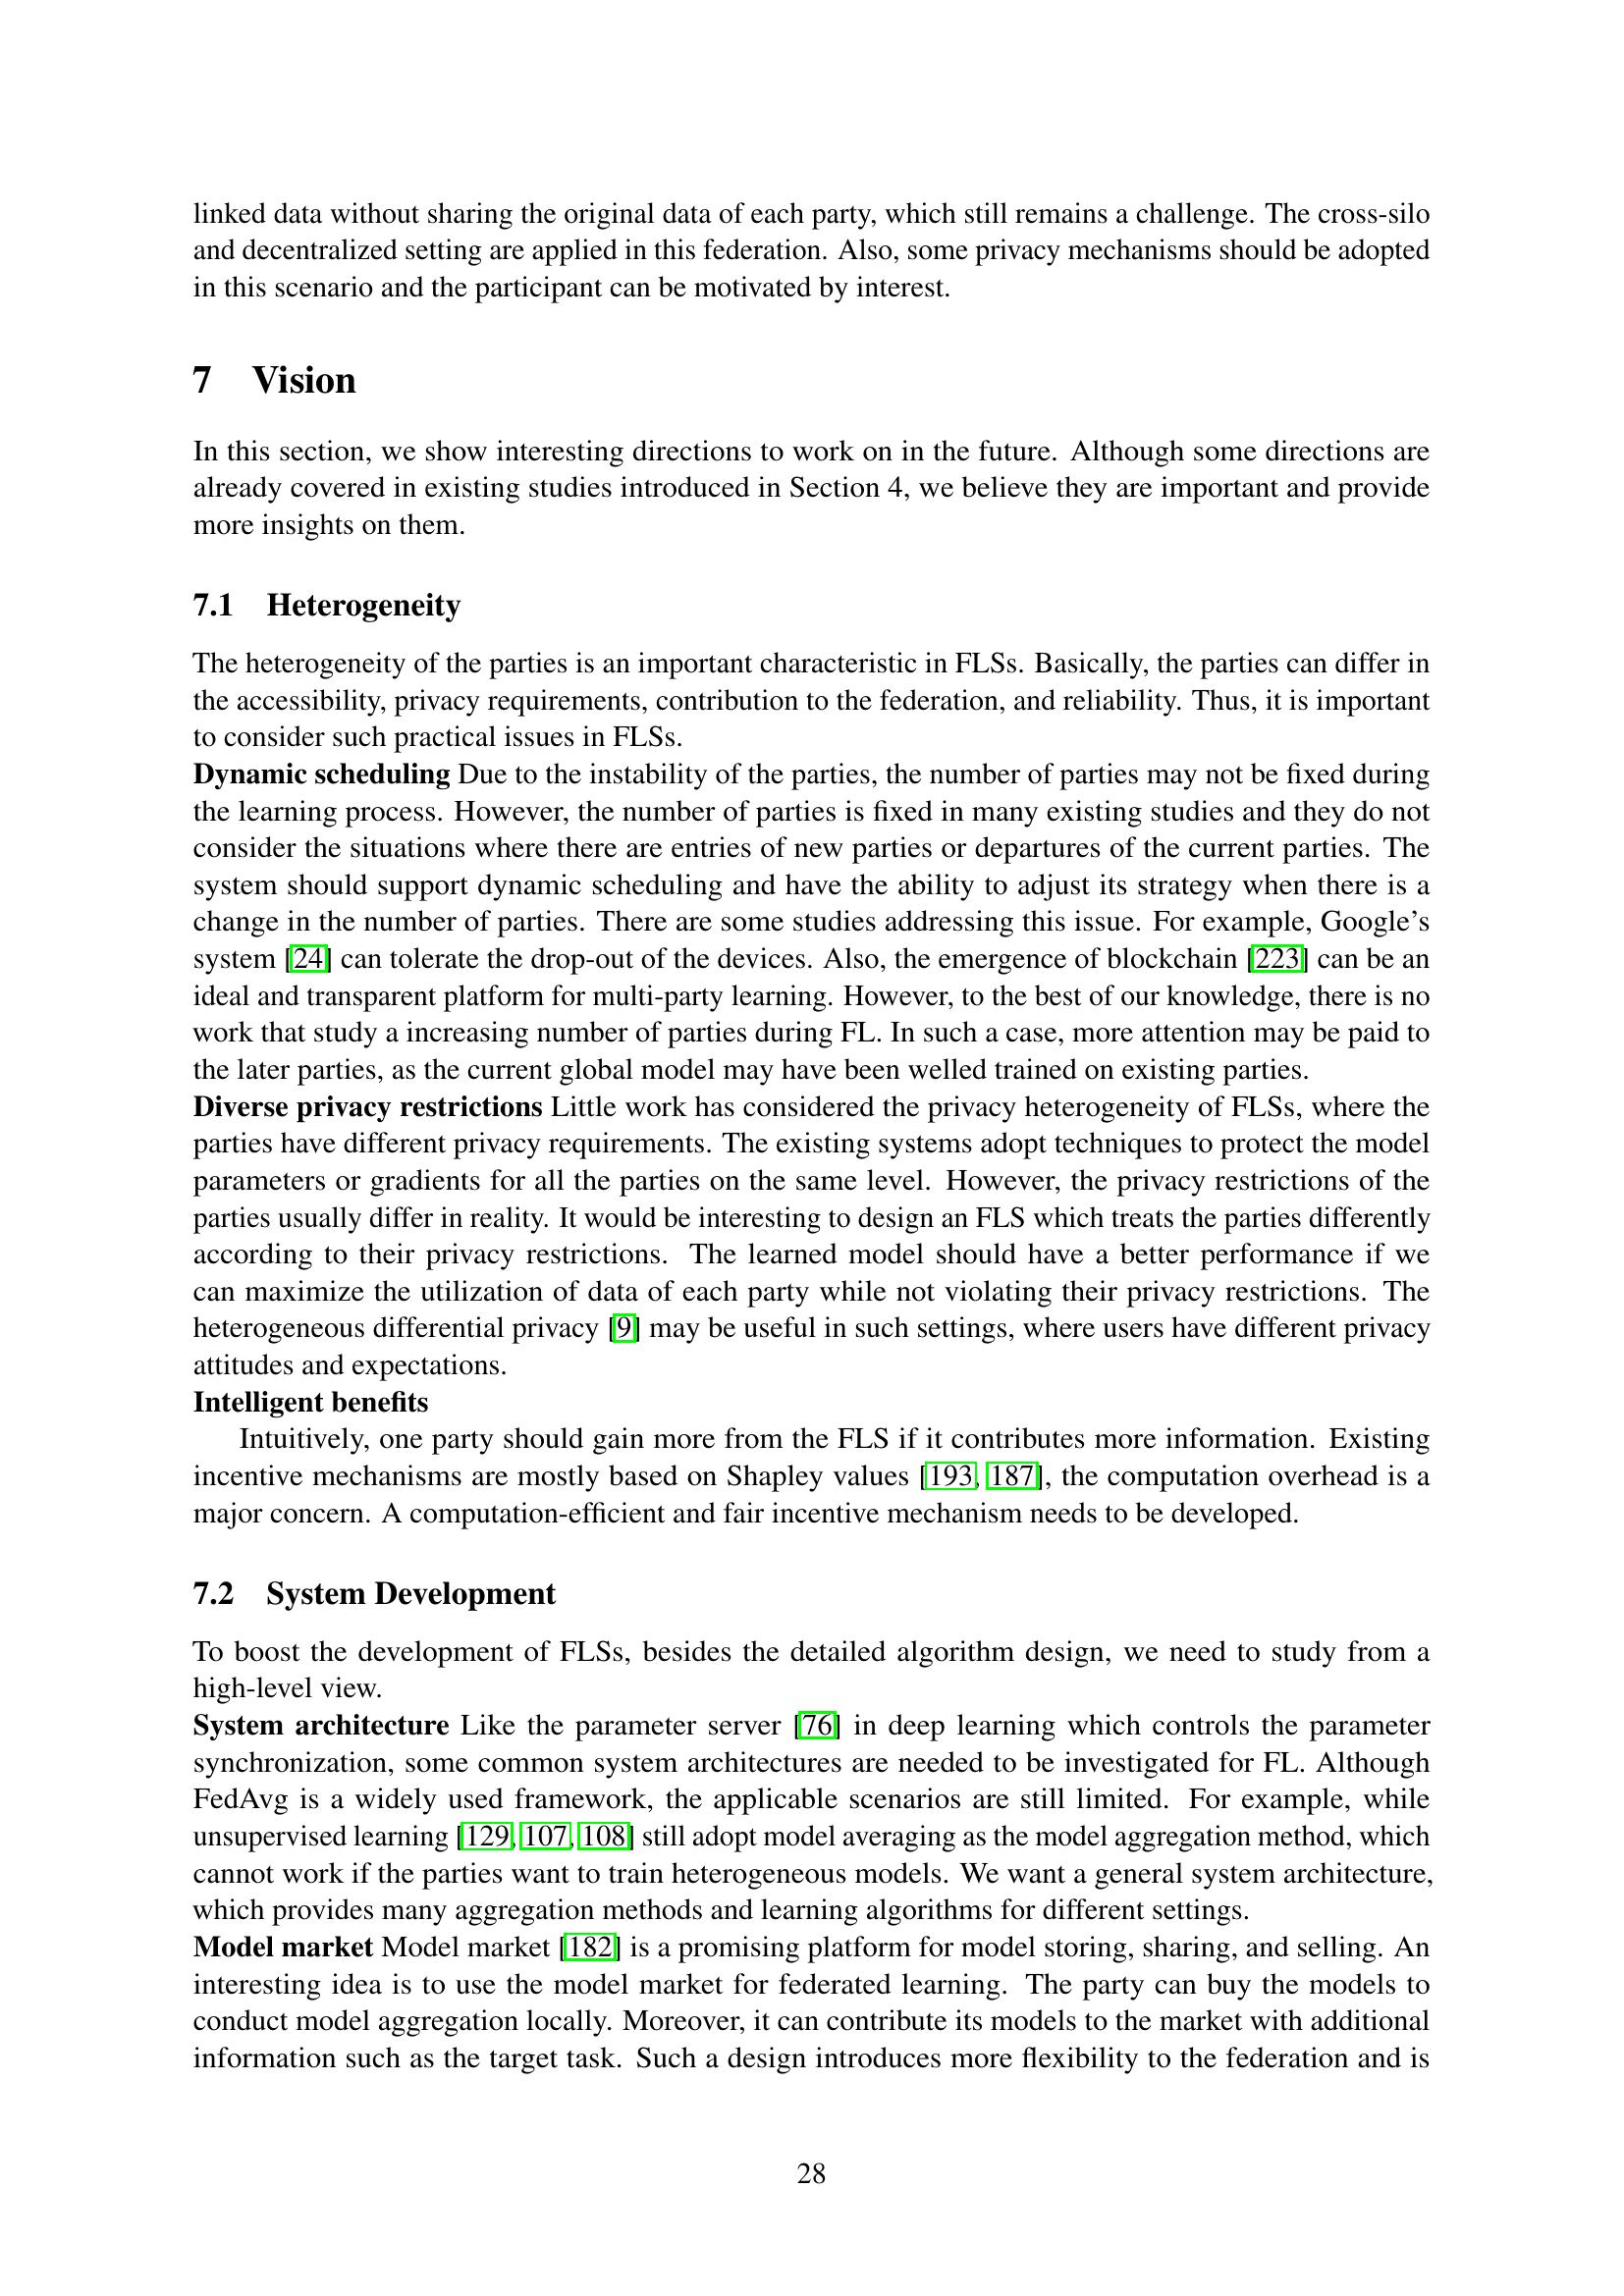 linked data without sharing the original data of each party, which still remains a challenge. The cross-silo
and decentralized setting are applied in this federation. Also, some privacy mechanisms should be adopted
in this scenario and the participant can be motivated by interest.
7 Vision
In this section, we show interesting directions to work on in the future. Although some directions are
already covered in existing studies introduced in Section 4, we believe they are important and provide
more insights on them.
7.1 Heterogeneity
The heterogeneity of the parties is an important characteristic in FLSs. Basically, the parties can differ in
the accessibility, privacy requirements, contribution to the federation, and reliability. Thus, it is important
to consider such practical issues in FLSs.
Dynamic scheduling Due to the instability of the parties, the number of parties may not be fixed during
the learning process. However, the number of parties is fixed in many existing studies and they do not
consider the situations where there are entries of new parties or departures of the current parties. The
system should support dynamic scheduling and have the ability to adjust its strategy when there is a
change in the number of parties. There are some studies addressing this issue. For example, Google's
system [24] can tolerate the drop-out of the devices. Also, the emergence of blockchain [223] can be an
ideal and transparent platform for multi-party learning. However, to the best of our knowledge, there is no
work that study a increasing number of parties during FL. In such a case, more attention may be paid to
the later parties, as the current global model may have been welled trained on existing parties.
Diverse privacy restrictions Little work has considered the privacy heterogeneity of FLSs, where the
parties have different privacy requirements. The existing systems adopt techniques to protect the model
parameters or gradients for all the parties on the same level. However, the privacy restrictions of the
parties usually differ in reality. It would be interesting to design an FLS which treats the parties differently
according to their privacy restrictions. The learned model should have a better performance if we
can maximize the utilization of data of each party while not violating their privacy restrictions. The
heterogeneous differential privacy [9] may be useful in such settings, where users have different privacy
attitudes and expectations.
Intelligent benefits
Intuitively, one party should gain more from the FLS if it contributes more information. Existing
incentive mechanisms are mostly based on Shapley values [193, 187], the computation overhead is a
major concern. A computation-efficient and fair incentive mechanism needs to be developed.
7.2 System Development
To boost the development of FLSs, besides the detailed algorithm design, we need to study from a
high-level view.
System architecture Like the parameter server [76] in deep learning which controls the parameter
synchronization, some common system architectures are needed to be investigated for FL. Although
FedAvg is a widely used framework, the applicable scenarios are still limited. For example, while
unsupervised learning [129, 107, 108] still adopt model averaging as the model aggregation method, which
cannot work if the parties want to train heterogeneous models. We want a general system architecture,
which provides many aggregation methods and learning algorithms for different settings.
Model market Model market [182] is a promising platform for model storing, sharing, and selling. An
interesting idea is to use the model market for federated learning. The party can buy the models to
conduct model aggregation locally. Moreover, it can contribute its models to the market with additional
information such as the target task. Such a design introduces more flexibility to the federation and is
28